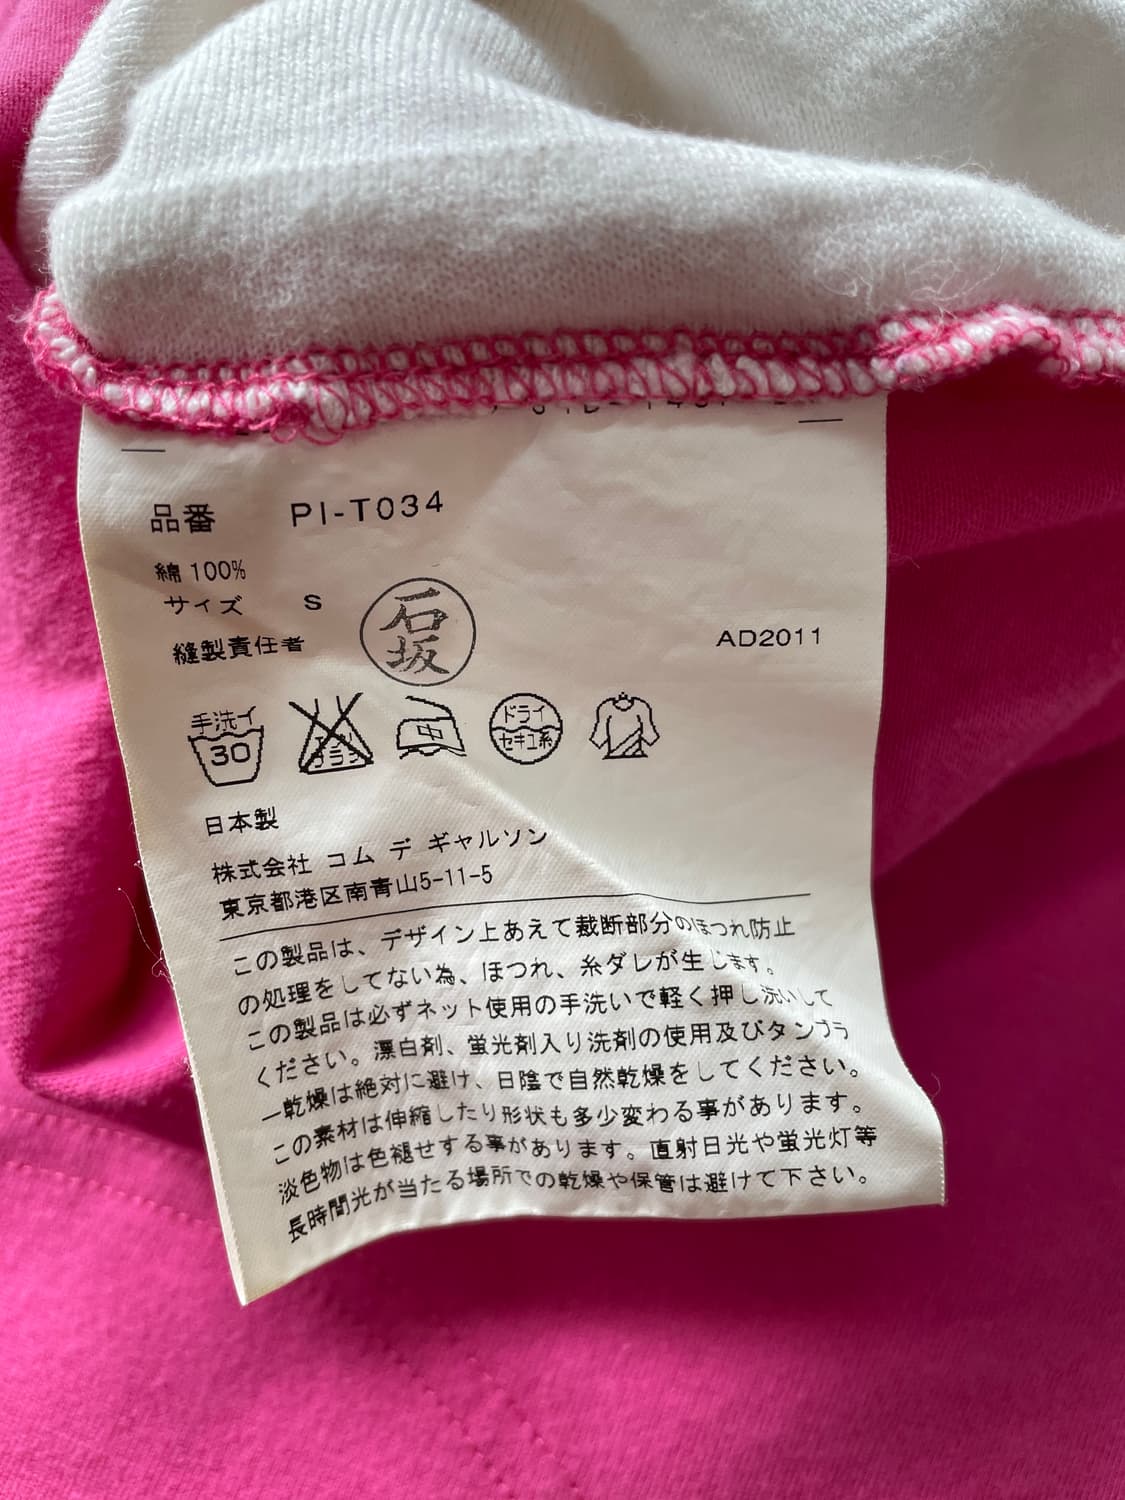 品番 PI-T034
綿 100%
サイズ S
縫製責任者 石坂
AD2011
手洗イ 30
エンソサラシ
中
ドライ セキユ系
日本製
株式会社 コム デ ギャルソン
東京都港区南青山5-11-5
この製品は、デザイン上あえて裁断部分のほつれ防止
の処理をしてない為、ほつれ、糸ダレが生じます。
この製品は必ずネット使用の手洗いで軽く押し洗いして
ください。漂白剤、蛍光剤入り洗剤の使用及びタンブラ
ー乾燥は絶対に避け、日陰で自然乾燥をしてください。
この素材は伸縮したり形状も多少変わる事があります。
淡色物は色褪せする事があります。直射日光や蛍光灯等
長時間光が当たる場所での乾燥や保管は避けて下さい。